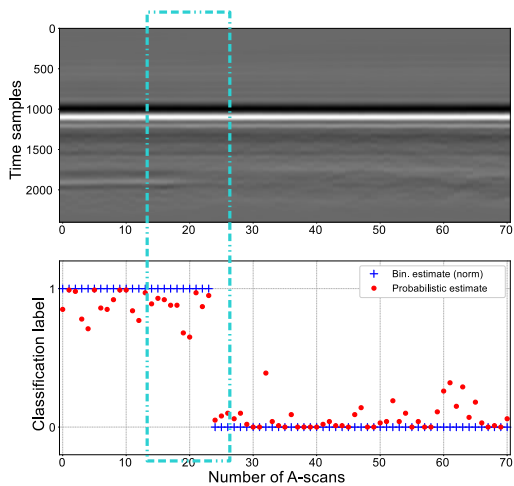 0
500
1000
1500
2000
Time samples
0 10 20 30 40 50 60 70
Bin. estimate (norm)
Probabilistic estimate
1
0
Classification label
0 10 20 30 40 50 60 70
Number of A-scans